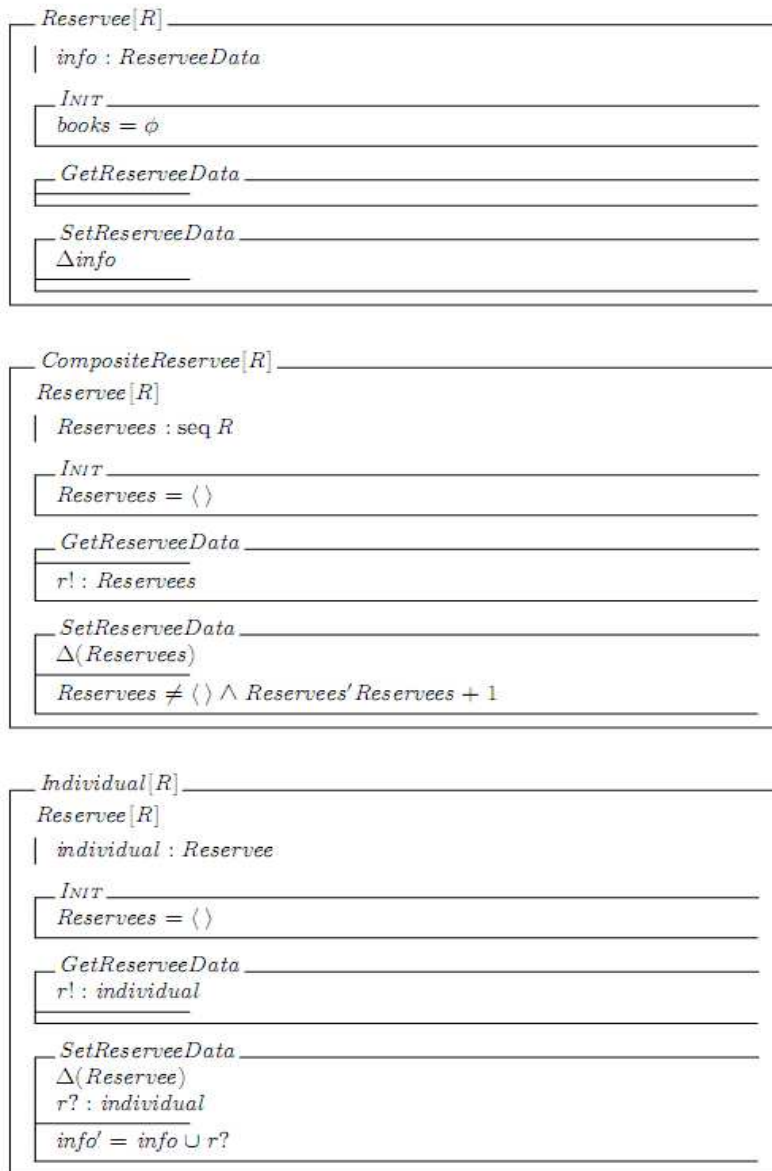 Reservee[R]
info : ReserveeData
INIT
books = ϕ
GetReserveeData
SetReserveeData
Δinfo
CompositeReservee[R]
Reservee[R]
Reservees : seq R
INIT
Reservees = ⟨ ⟩
GetReserveeData
r! : Reservees
SetReserveeData
Δ(Reservees)
Reservees ≠ ⟨ ⟩ ∧ Reservees′Reservees + 1
Individual[R]
Reservee[R]
individual : Reservee
INIT
Reservees = ⟨ ⟩
GetReserveeData
r! : individual
SetReserveeData
Δ(Reservee)
r? : individual
info′ = info ∪ r?